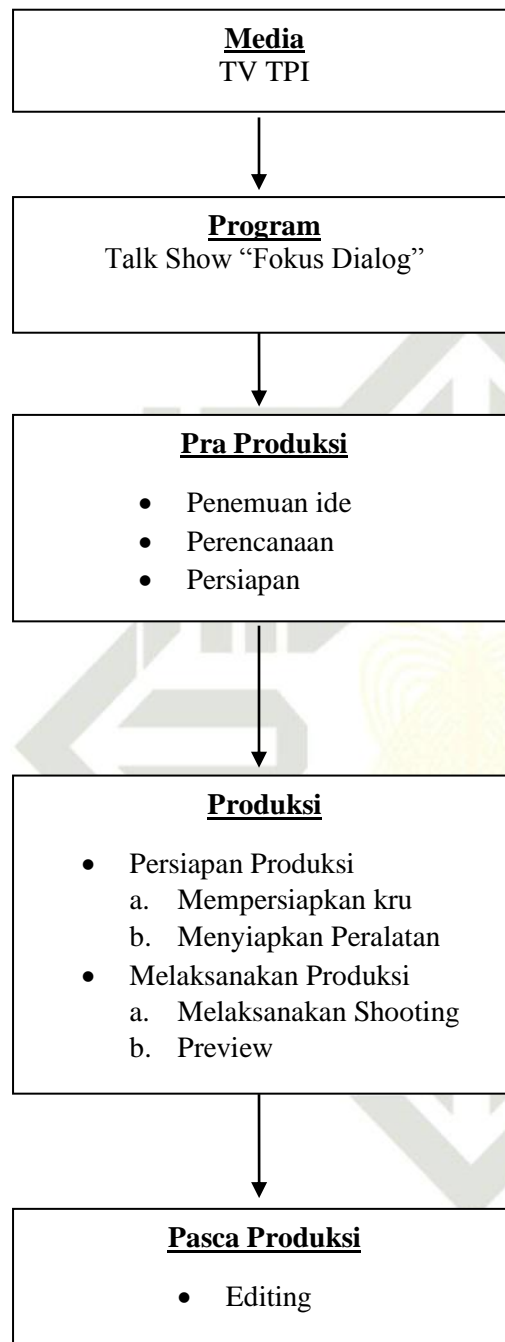 Media
TV TPI
Program
Talk Show “Fokus Dialog”
Pra Produksi
• Penemuan ide
• Perencanaan
• Persiapan
Produksi
• Persiapan Produksi
a. Mempersiapkan kru
b. Menyiapkan Peralatan
• Melaksanakan Produksi
a. Melaksanakan Shooting
b. Preview
Pasca Produksi
• Editing